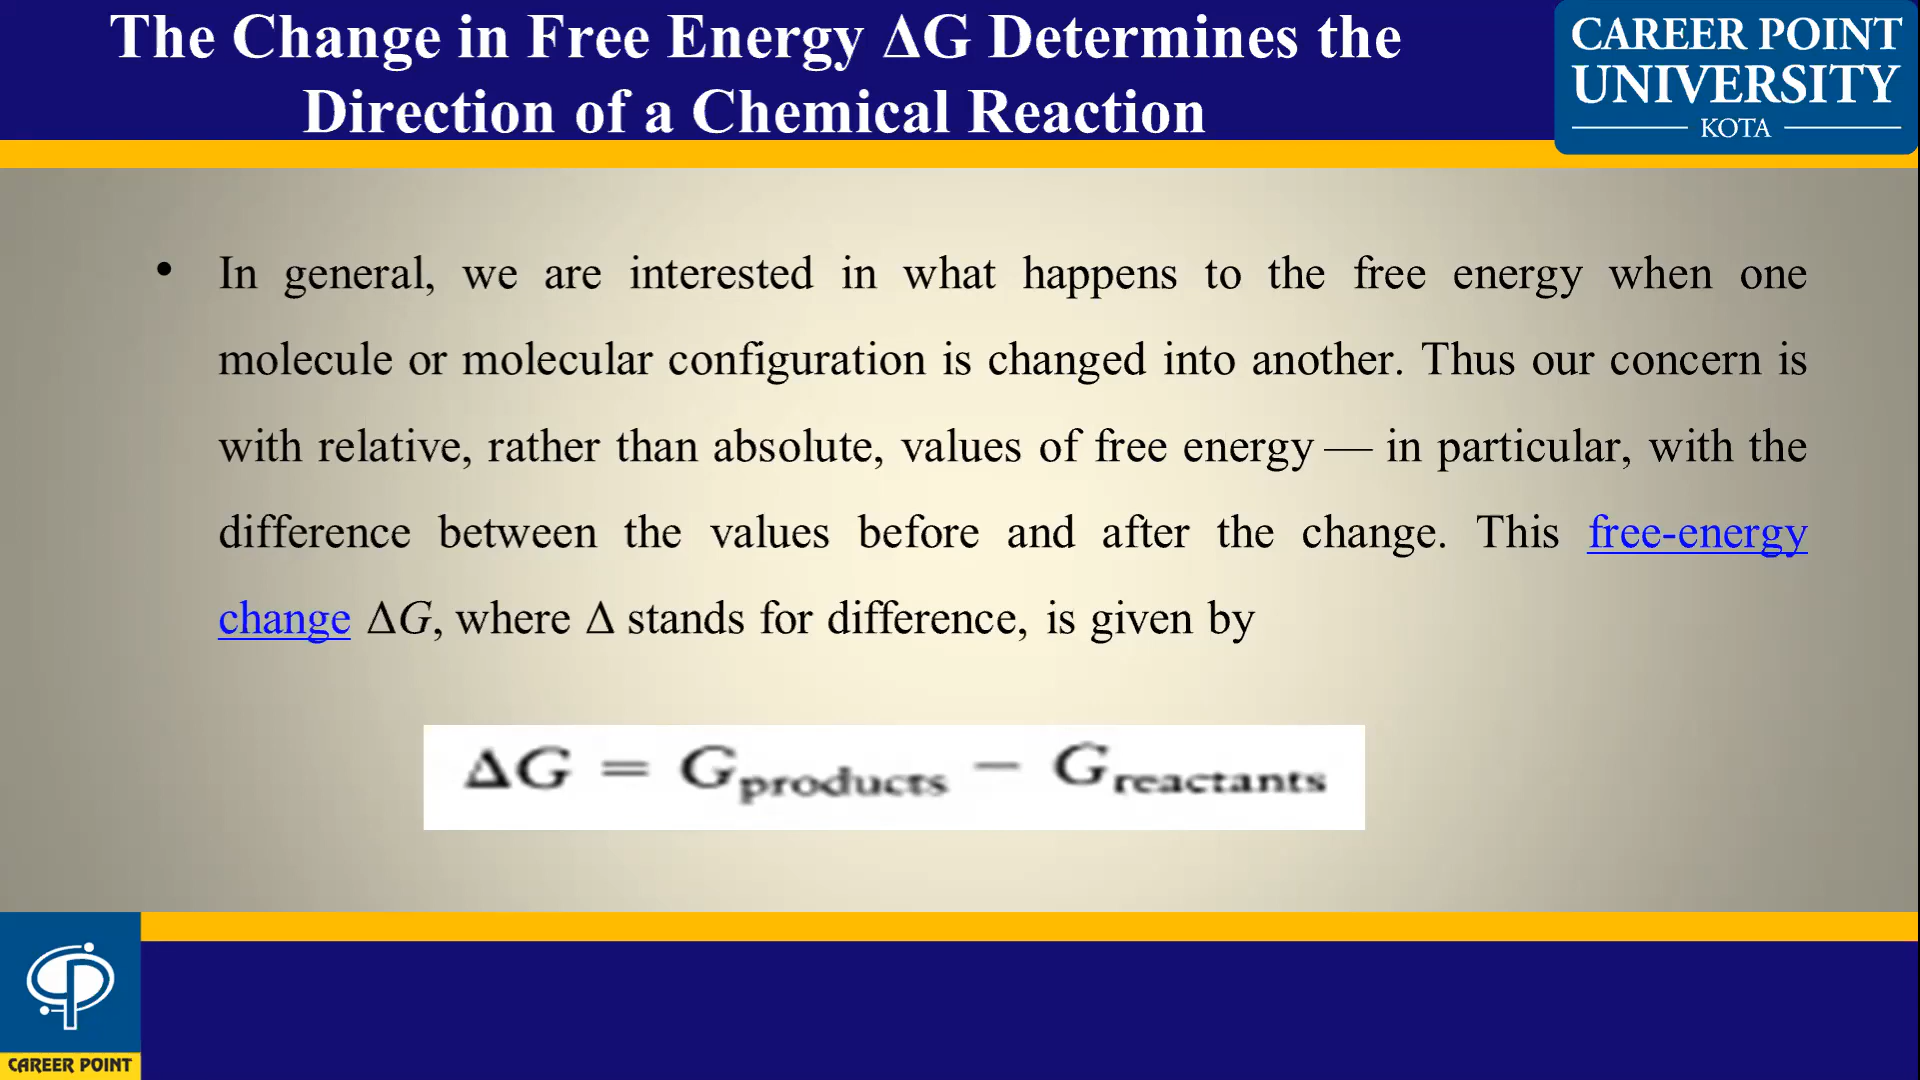 The Change in Free Energy ΔG Determines the
Direction of a Chemical Reaction
CAREER POINT
UNIVERSITY
KOTA
• In general, we are interested in what happens to the free energy when one
molecule or molecular configuration is changed into another. Thus our concern is
with relative, rather than absolute, values of free energy — in particular, with the
difference between the values before and after the change. This free-energy
change ΔG, where Δ stands for difference, is given by
ΔG = Gproducts − Greactants
CAREER POINT